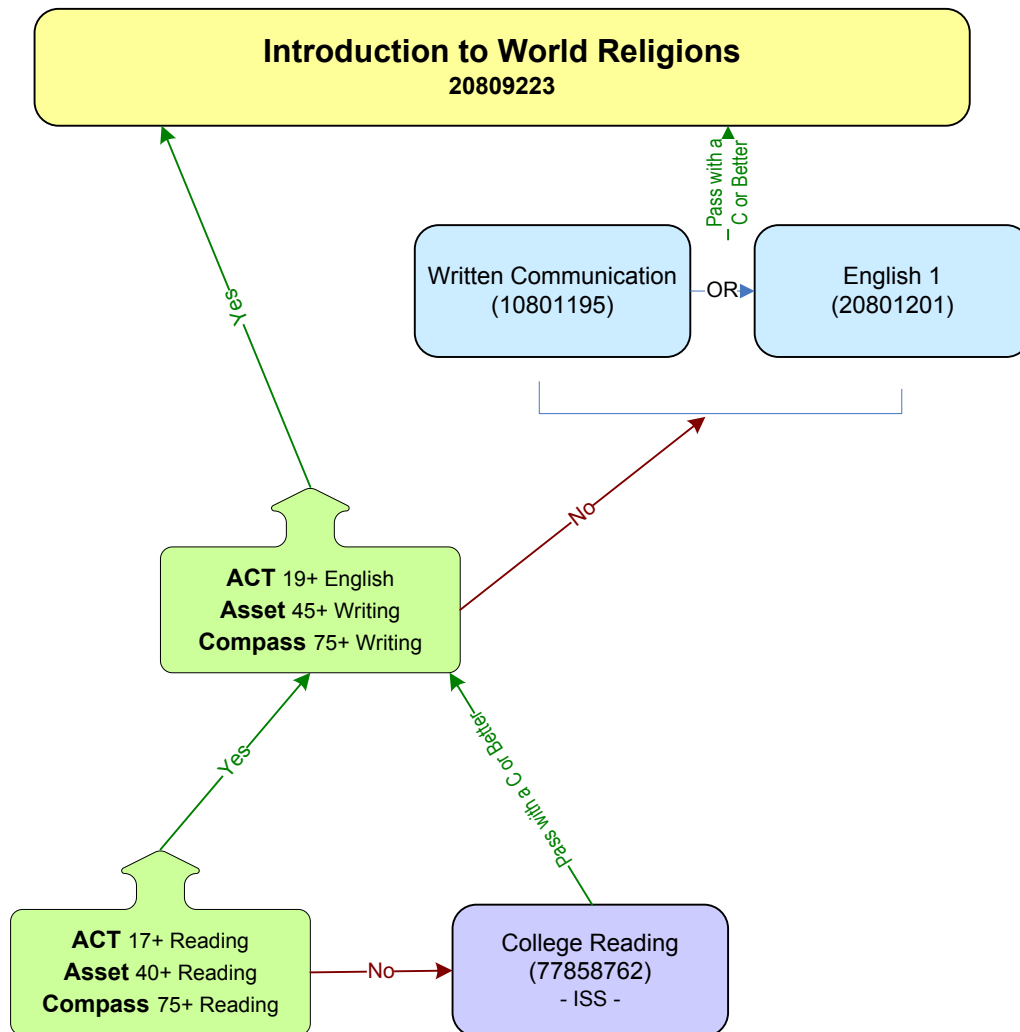 Introduction to World Religions
20809223
Pass with a
C or Better
Written Communication
(10801195)
OR
English 1
(20801201)
Yes
No
ACT 19+ English
Asset 45+ Writing
Compass 75+ Writing
Yes
Pass with a C or Better
ACT 17+ Reading
Asset 40+ Reading
Compass 75+ Reading
No
College Reading
(77858762)
- ISS -